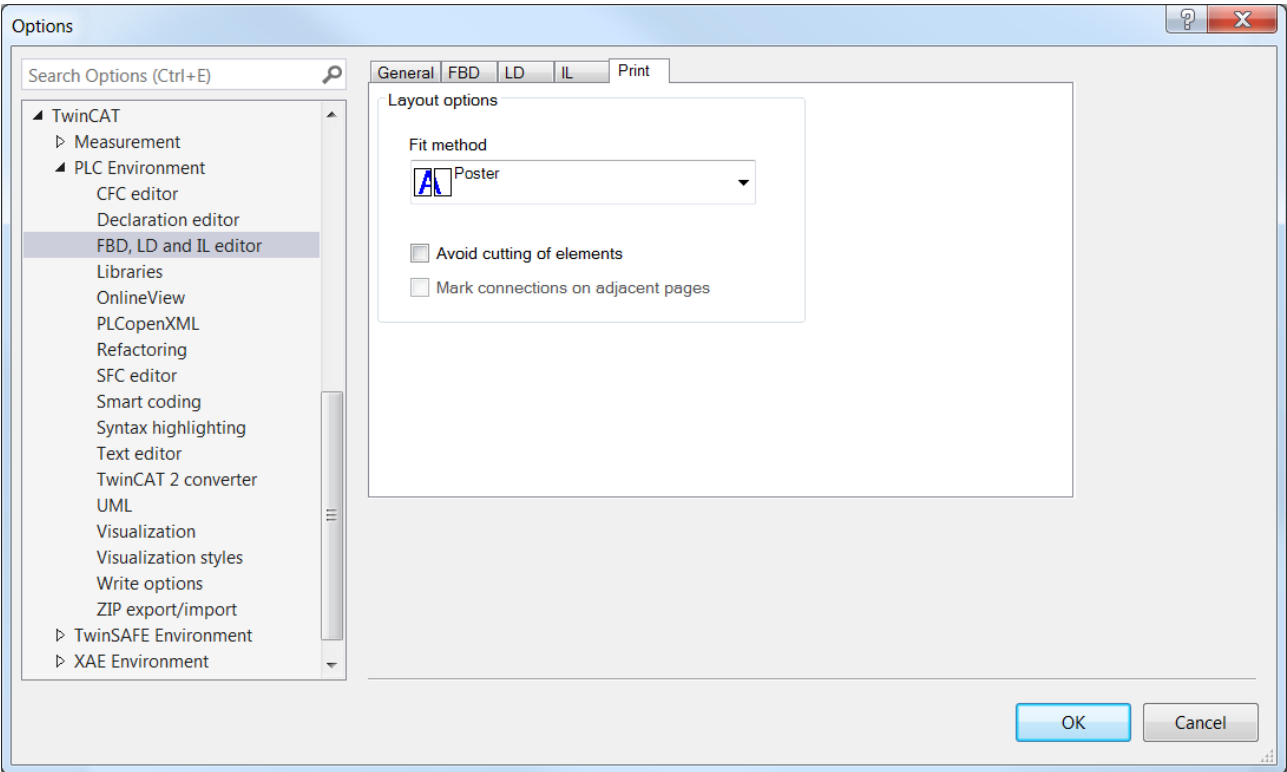 Options
Search Options (Ctrl+E)
TwinCAT
Measurement
PLC Environment
CFC editor
Declaration editor
FBD, LD and IL editor
Libraries
OnlineView
PLCopenXML
Refactoring
SFC editor
Smart coding
Syntax highlighting
Text editor
TwinCAT 2 converter
UML
Visualization
Visualization styles
Write options
ZIP export/import
TwinSAFE Environment
XAE Environment
General FBD LD IL Print
Layout options
Fit method
A Poster
Avoid cutting of elements
Mark connections on adjacent pages
OK Cancel